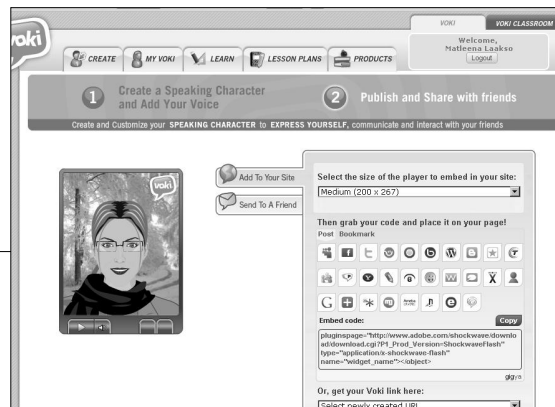 voki
VOKI
VOKI CLASSROOM
Welcome,
Matleena Laakso
Logout
CREATE
MY VOKI
LEARN
LESSON PLANS
PRODUCTS
1
Create a Speaking Character
and Add Your Voice
2
Publish and Share with friends
Create and Customize your SPEAKING CHARACTER to EXPRESS YOURSELF, communicate and interact with your friends
voki
Add To Your Site
Send To A Friend
Select the size of the player to embed in your site:
Medium (200 x 267)
Then grab your code and place it on your page!
Post Bookmark
Embed code:
Copy
pluginspage="http://www.adobe.com/shockwave/downlo
ad/download.cgi?P1_Prod_Version=ShockwaveFlash"
type="application/x-shockwave-flash"
name="widget_name"></object>
gigya
Or, get your Voki link here:
Select newly created URL